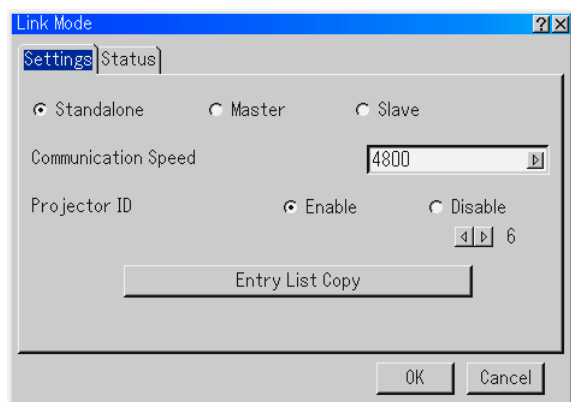 Link Mode
Settings Status
Standalone Master Slave
Communication Speed 4800
Projector ID Enable Disable
6
Entry List Copy
OK Cancel